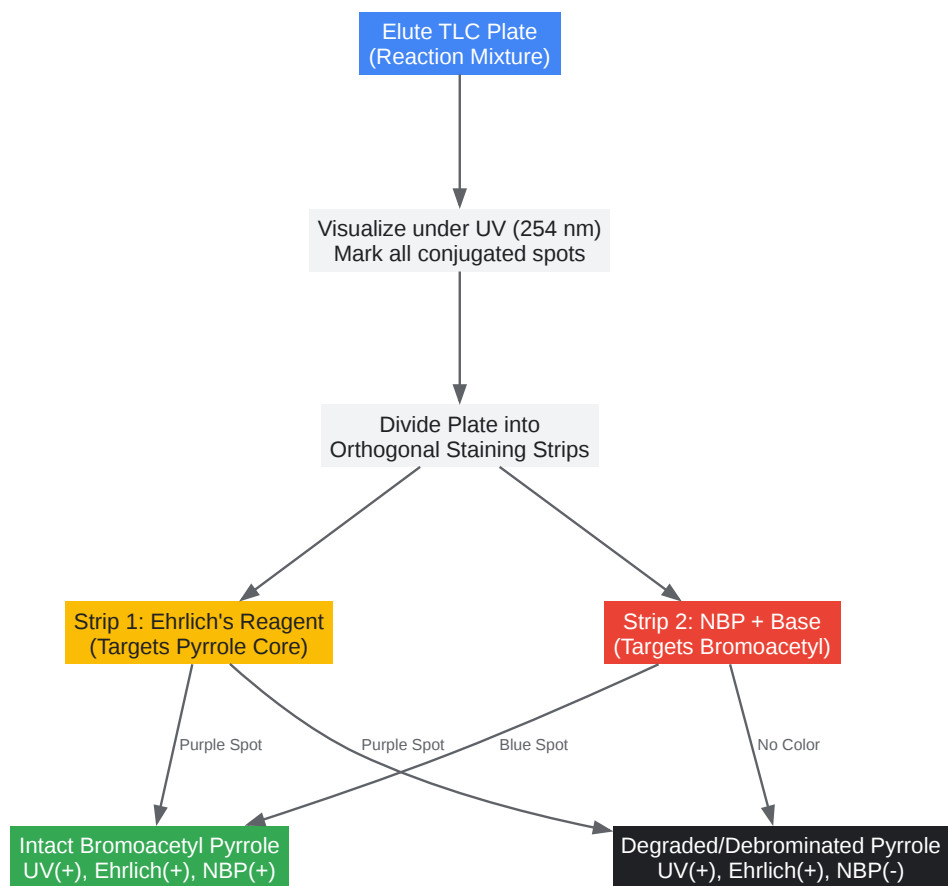 Elute TLC Plate
(Reaction Mixture)
Visualize under UV (254 nm)
Mark all conjugated spots
Divide Plate into
Orthogonal Staining Strips
Strip 1: Ehrlich's Reagent
(Targets Pyrrole Core)
Strip 2: NBP + Base
(Targets Bromoacetyl)
Purple Spot
Purple Spot
Blue Spot
No Color
Intact Bromoacetyl Pyrrole
UV(+), Ehrlich(+), NBP(+)
Degraded/Debrominated Pyrrole
UV(+), Ehrlich(+), NBP(-)